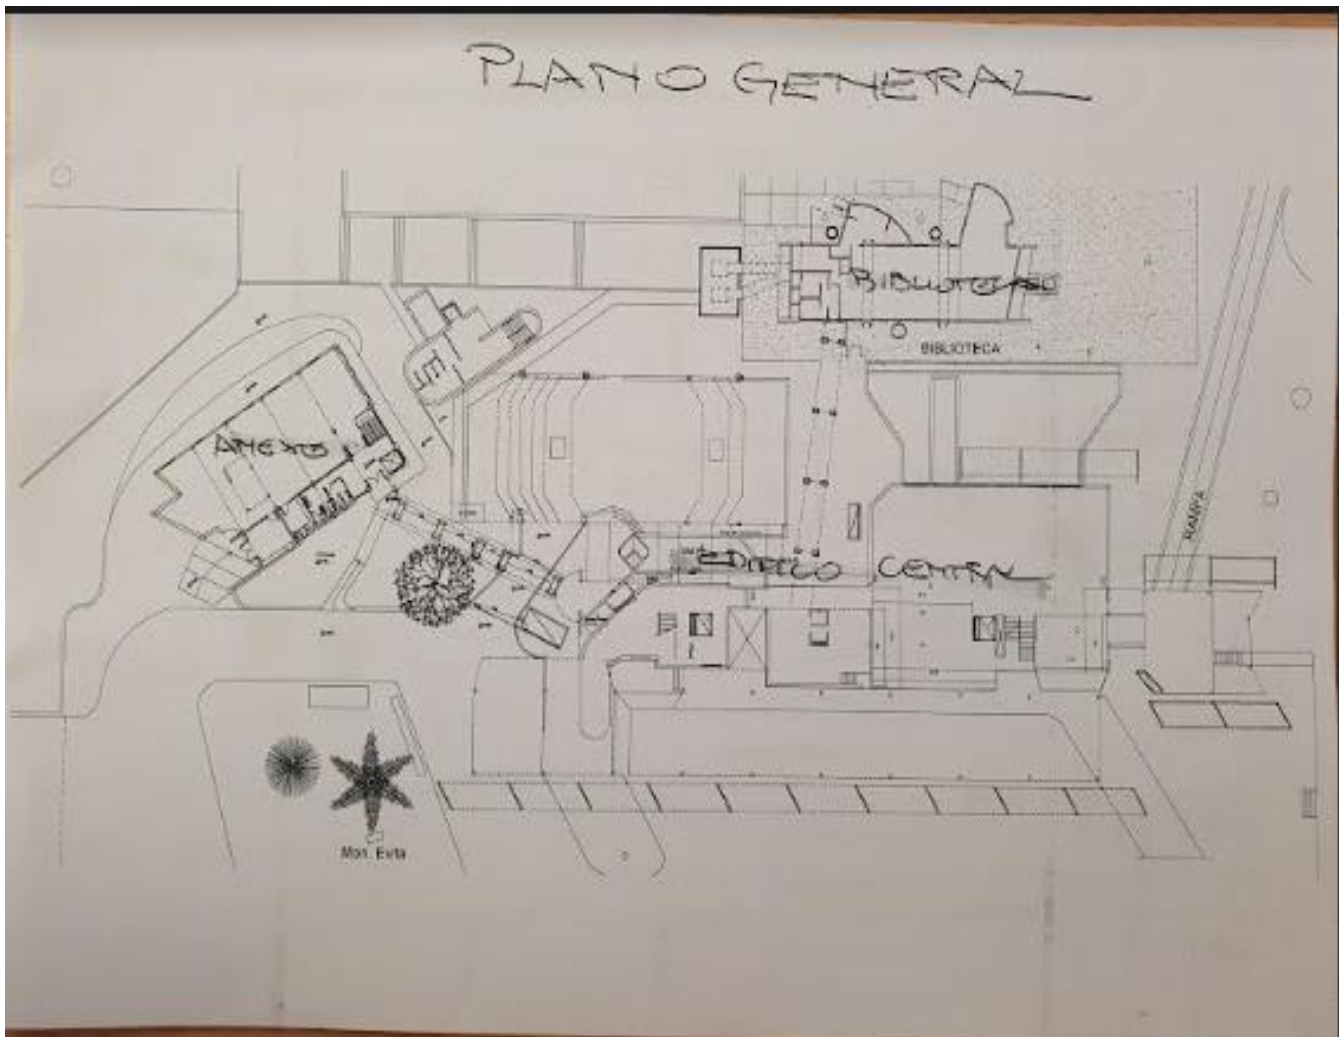 PLANO GENERAL
BIBLIOTECA
BIBLIOTECA
ANEXO
RAMPA
EDIFICIO CENTRAL
Mon. Evita